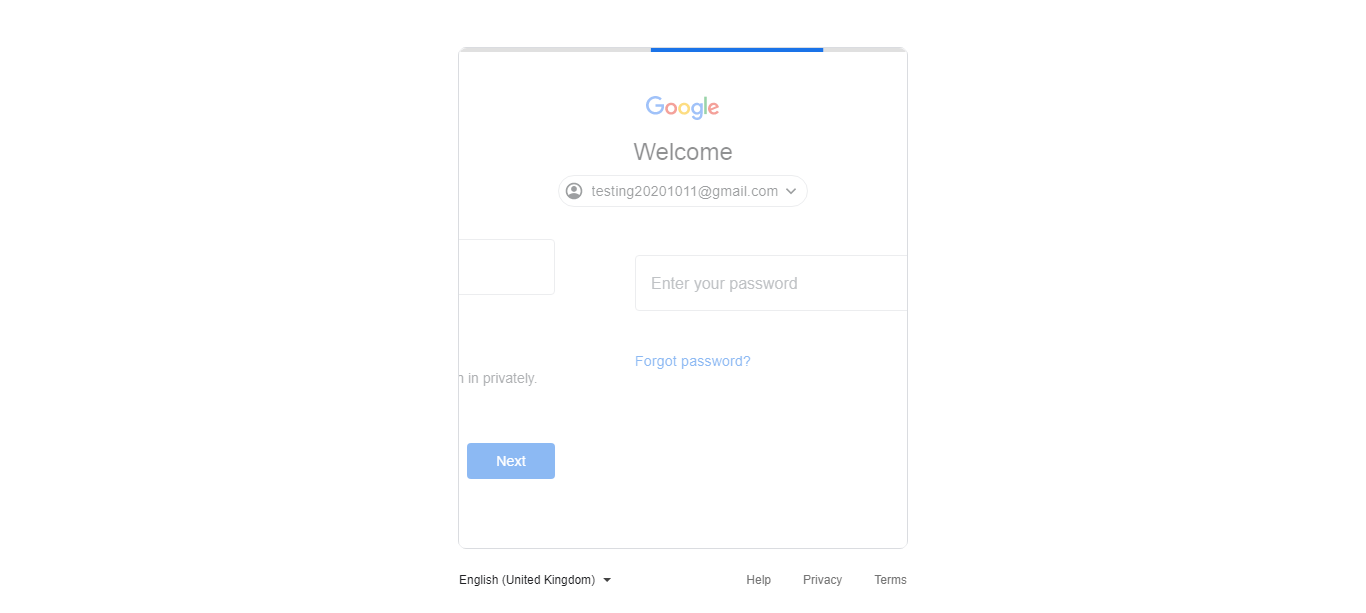 Google
Welcome
testing20201011@gmail.com
Enter your password
Forgot password?
in privately.
Next
English (United Kingdom)
Help Privacy Terms